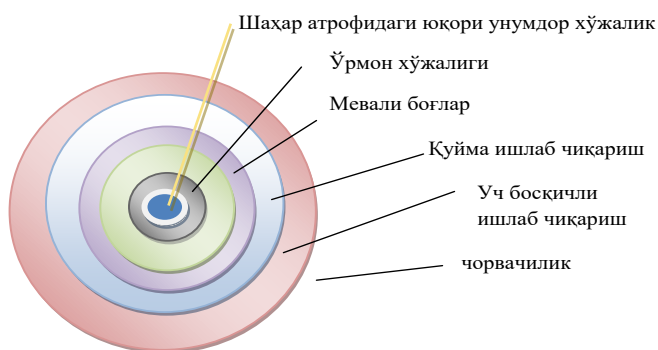 Шаҳар атрофидаги юқори унумдор хўжалик
Ўрмон хўжалиги
Мевали боғлар
Қуйма ишлаб чиқариш
Уч босқичли
ишлаб чиқариш
чорвачилик